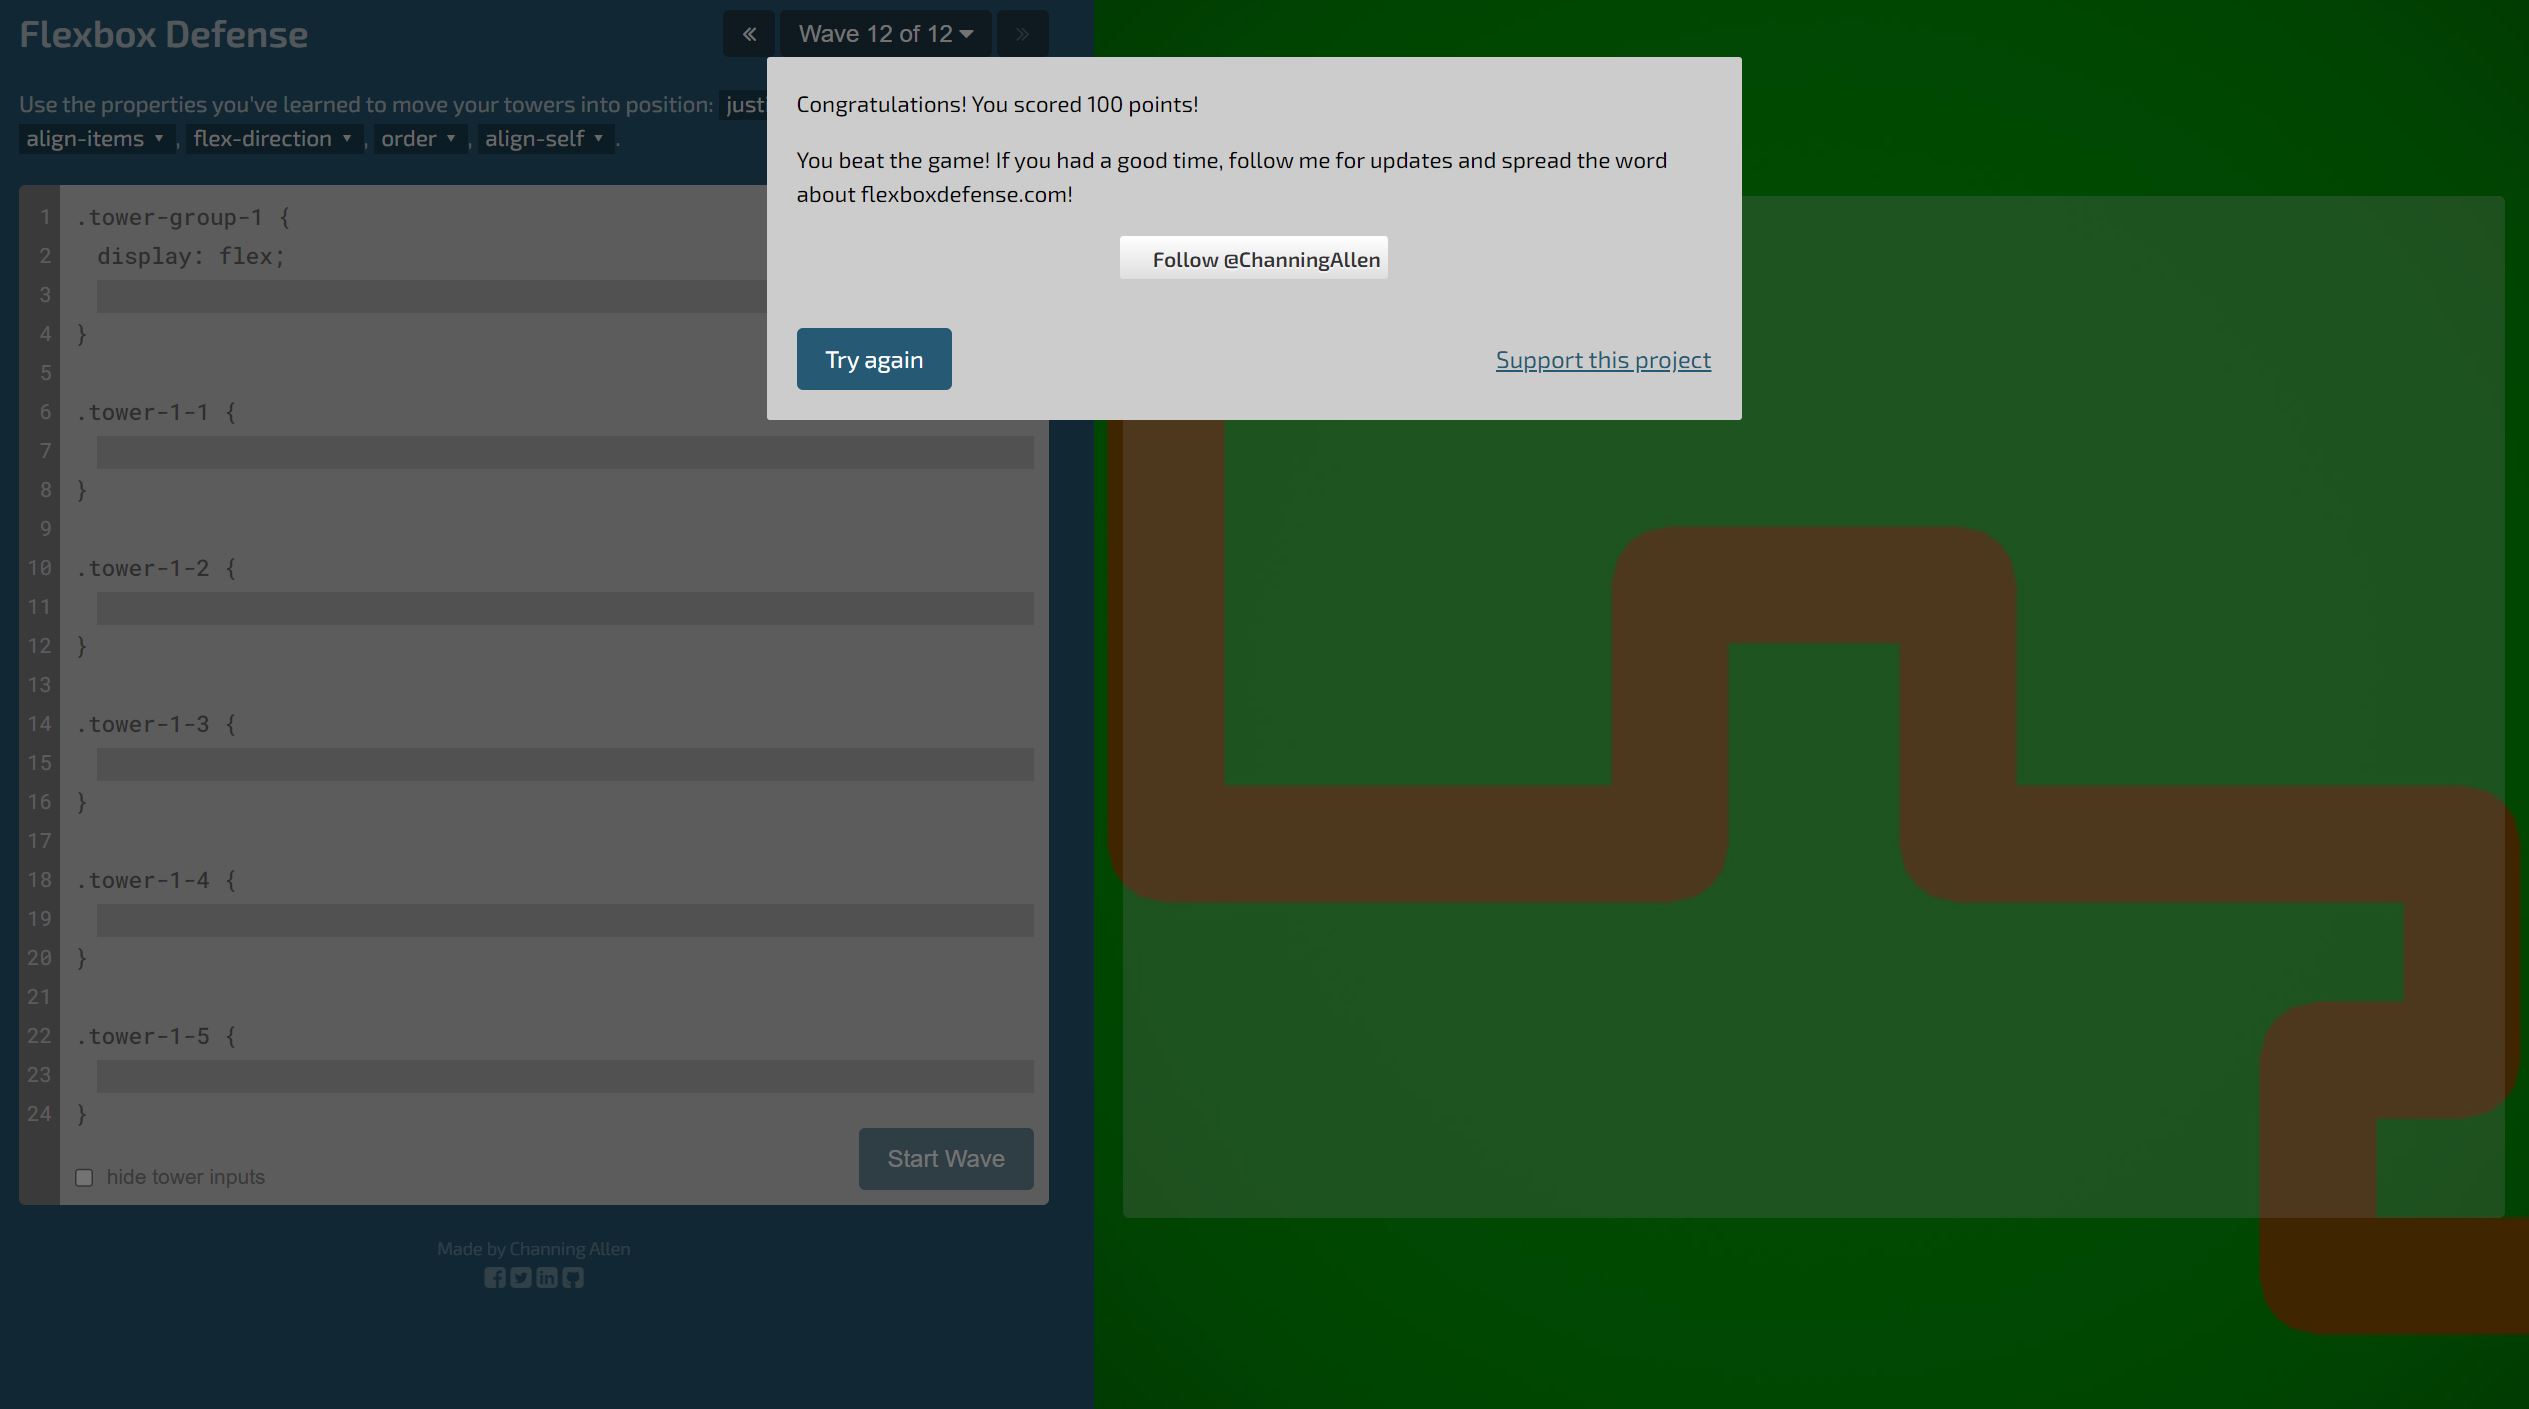 Flexbox Defense
«
Wave 12 of 12
»
Use the properties you've learned to move your towers into position: justi
align-items ▼ , flex-direction ▼ , order ▼ , align-self ▼ .
Congratulations! You scored 100 points!
You beat the game! If you had a good time, follow me for updates and spread the word
about flexboxdefense.com!
Follow @ChanningAllen
Try again
Support this project
1 .tower-group-1 {
2 display: flex;
3
4 }
5
6 .tower-1-1 {
7
8 }
9
10 .tower-1-2 {
11
12 }
13
14 .tower-1-3 {
15
16 }
17
18 .tower-1-4 {
19
20 }
21
22 .tower-1-5 {
23
24 }
hide tower inputs
Start Wave
Made by Channing Allen